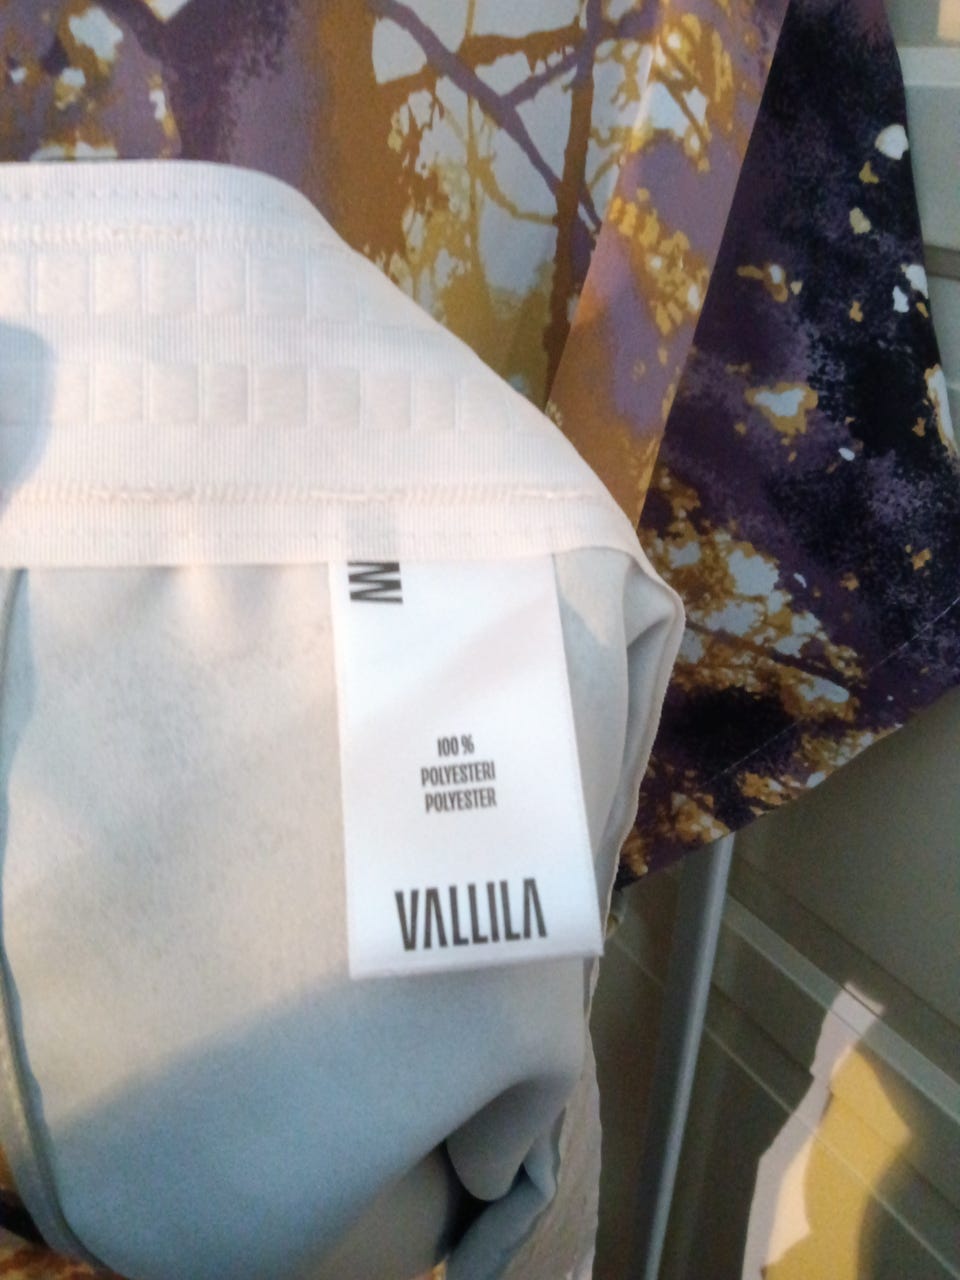 100 %
POLYESTERI
POLYESTER
VALLILA